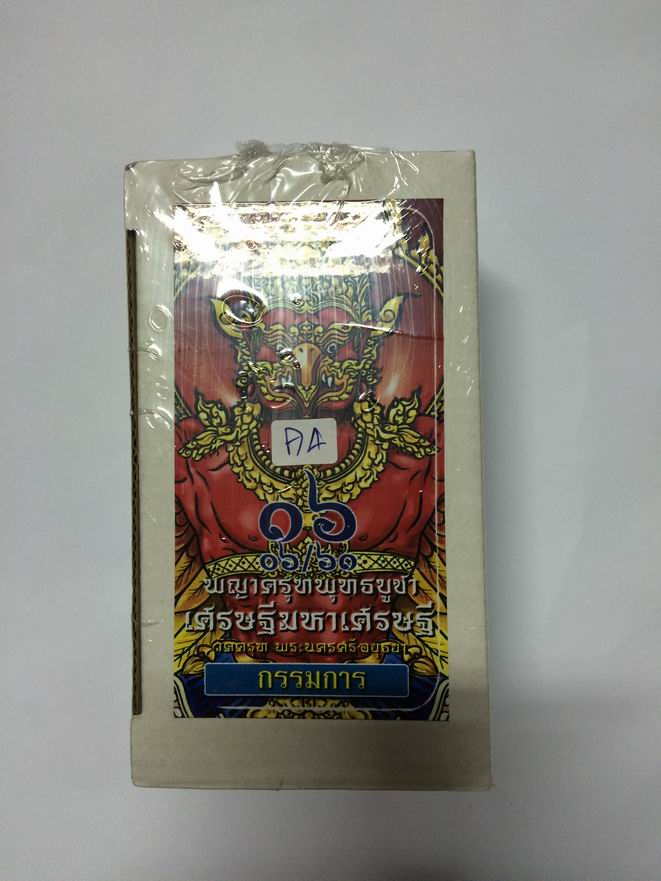 ๑๖
๐๖/๖๑
พญาครุฑพุทธบูชา
เศรษฐีมหาเศรษฐี
วัดครุฑ พระนครศรีอยุธยา
กรรมการ